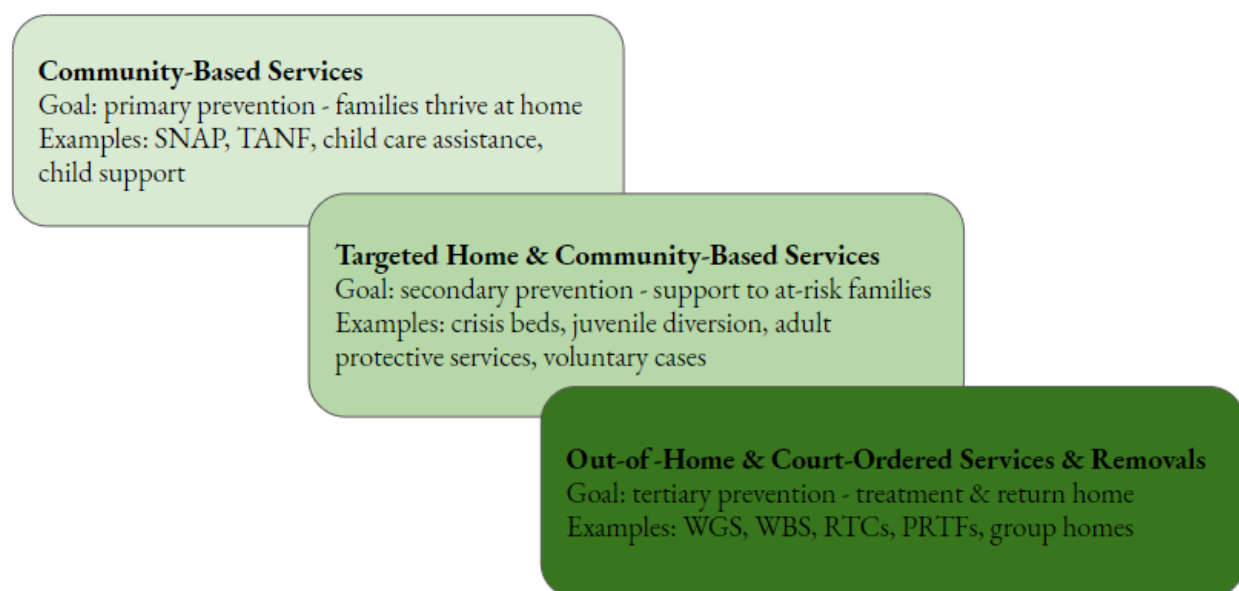 Community-Based Services
Goal: primary prevention - families thrive at home
Examples: SNAP, TANF, child care assistance,
child support
Targeted Home & Community-Based Services
Goal: secondary prevention - support to at-risk families
Examples: crisis beds, juvenile diversion, adult
protective services, voluntary cases
Out-of-Home & Court-Ordered Services & Removals
Goal: tertiary prevention - treatment & return home
Examples: WGS, WBS, RTCs, PRTFs, group homes